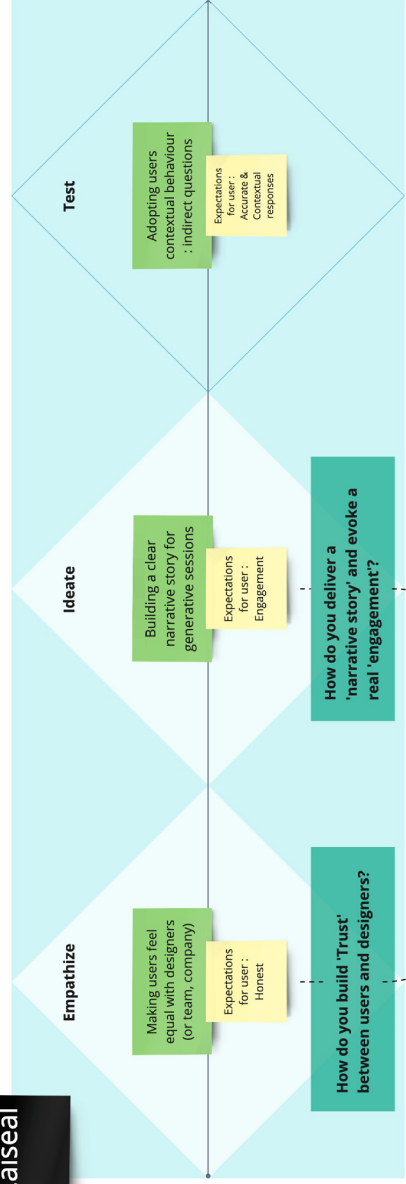 Empathize
Making users feel
equal with designers
(or team, company)
Expectations
for user :
Honest
How do you build 'Trust'
between users and designers?
Ideate
Building a clear
narrative story for
generative sessions
Expectations
for user :
Engagement
How do you deliver a
'narrative story' and evoke a
real 'engagement'?
Test
Adopting users
contextual behaviour
: indirect questions
Expectations
for user :
Accurate &
Contextual
responses